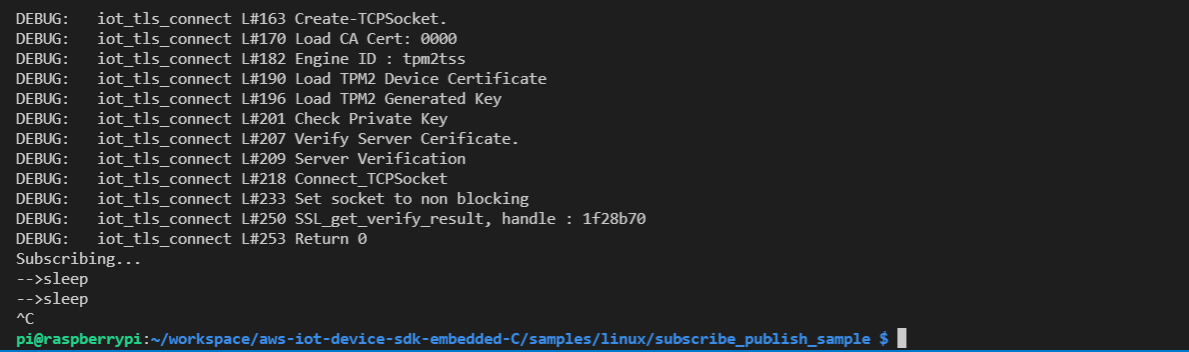 DEBUG:   iot_tls_connect L#163 Create-TCPSocket.
DEBUG:   iot_tls_connect L#170 Load CA Cert: 0000
DEBUG:   iot_tls_connect L#182 Engine ID : tpm2tss
DEBUG:   iot_tls_connect L#190 Load TPM2 Device Certificate
DEBUG:   iot_tls_connect L#196 Load TPM2 Generated Key
DEBUG:   iot_tls_connect L#201 Check Private Key
DEBUG:   iot_tls_connect L#207 Verify Server Cerificate.
DEBUG:   iot_tls_connect L#209 Server Verification
DEBUG:   iot_tls_connect L#218 Connect_TCPSocket
DEBUG:   iot_tls_connect L#233 Set socket to non blocking
DEBUG:   iot_tls_connect L#250 SSL_get_verify_result, handle : 1f28b70
DEBUG:   iot_tls_connect L#253 Return 0
Subscribing...
-->sleep
-->sleep
^C
pi@raspberrypi:~/workspace/aws-iot-device-sdk-embedded-C/samples/linux/subscribe_publish_sample $